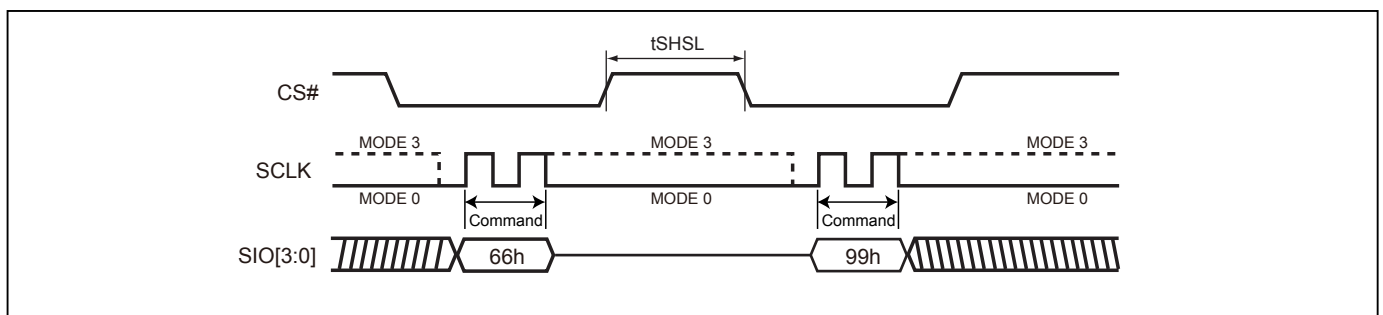 tSHSL
CS#
MODE 3 MODE 3 MODE 3
SCLK
MODE 0 MODE 0 MODE 0
Command Command
SIO[3:0] 66h 99h